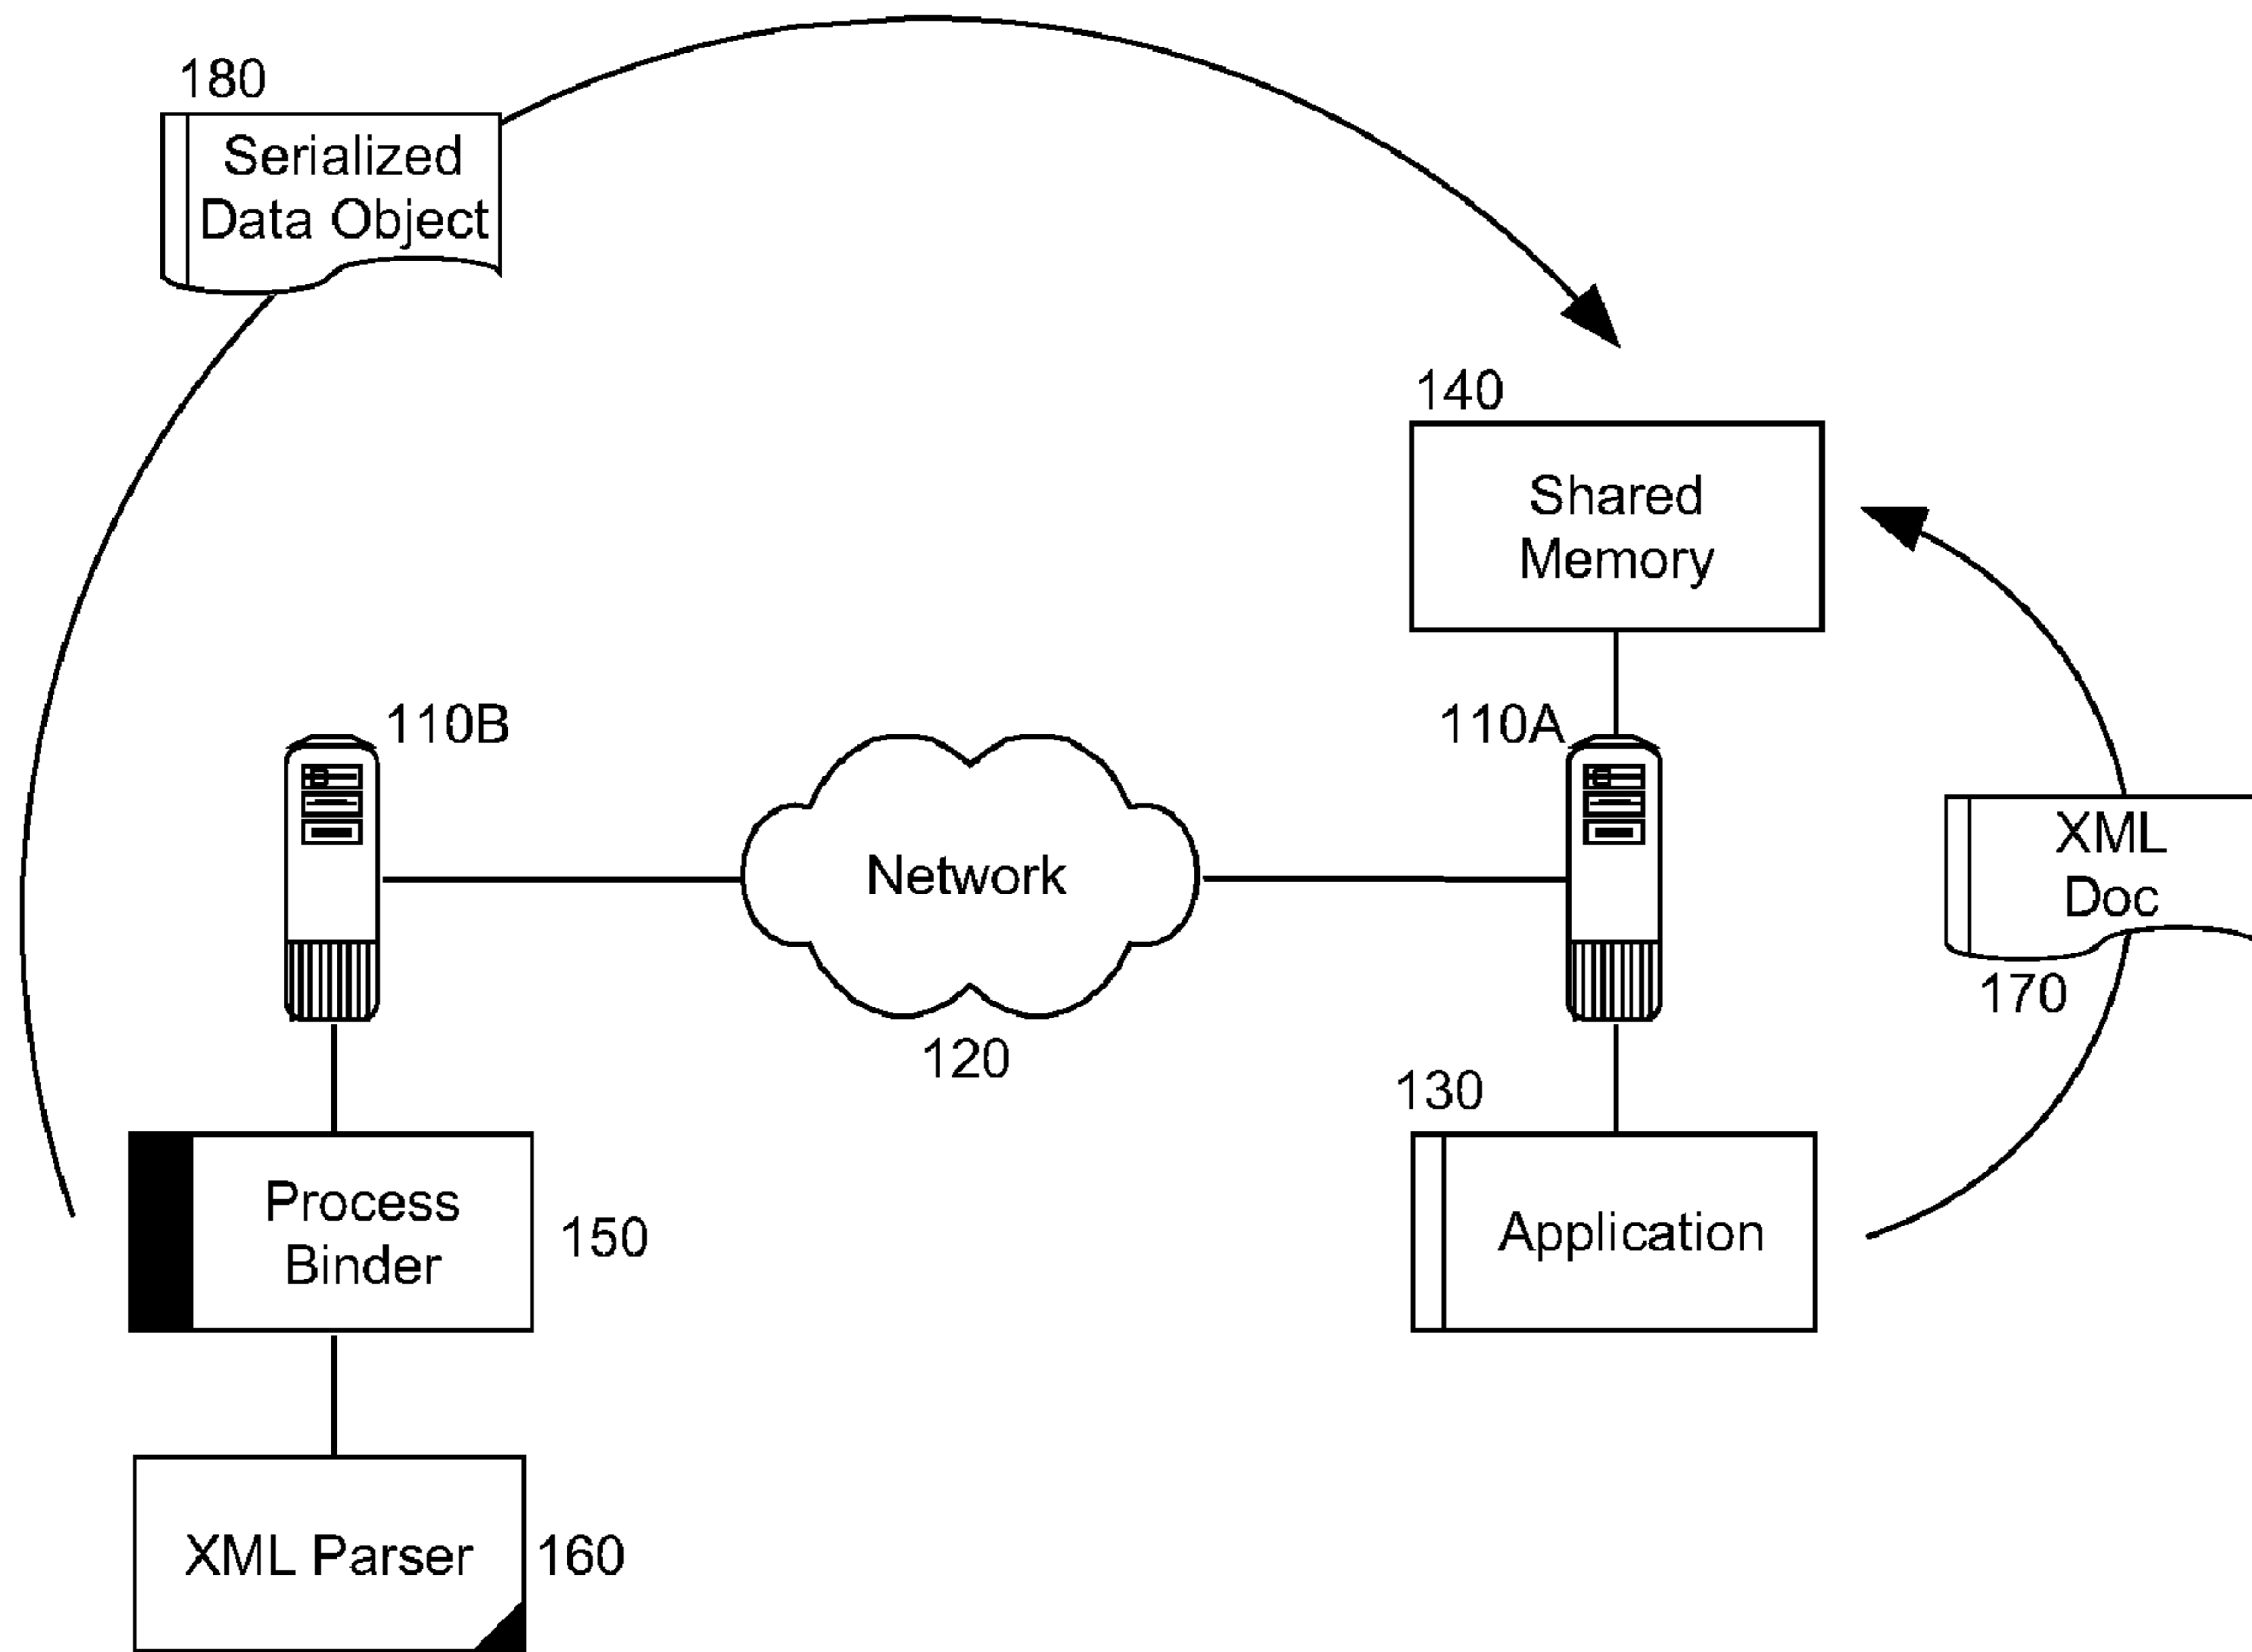 180
Serialized
Data Object
140
Shared
Memory
110B
110A
Network
120
XML
Doc
170
130
Application
Process
Binder
150
XML Parser
160